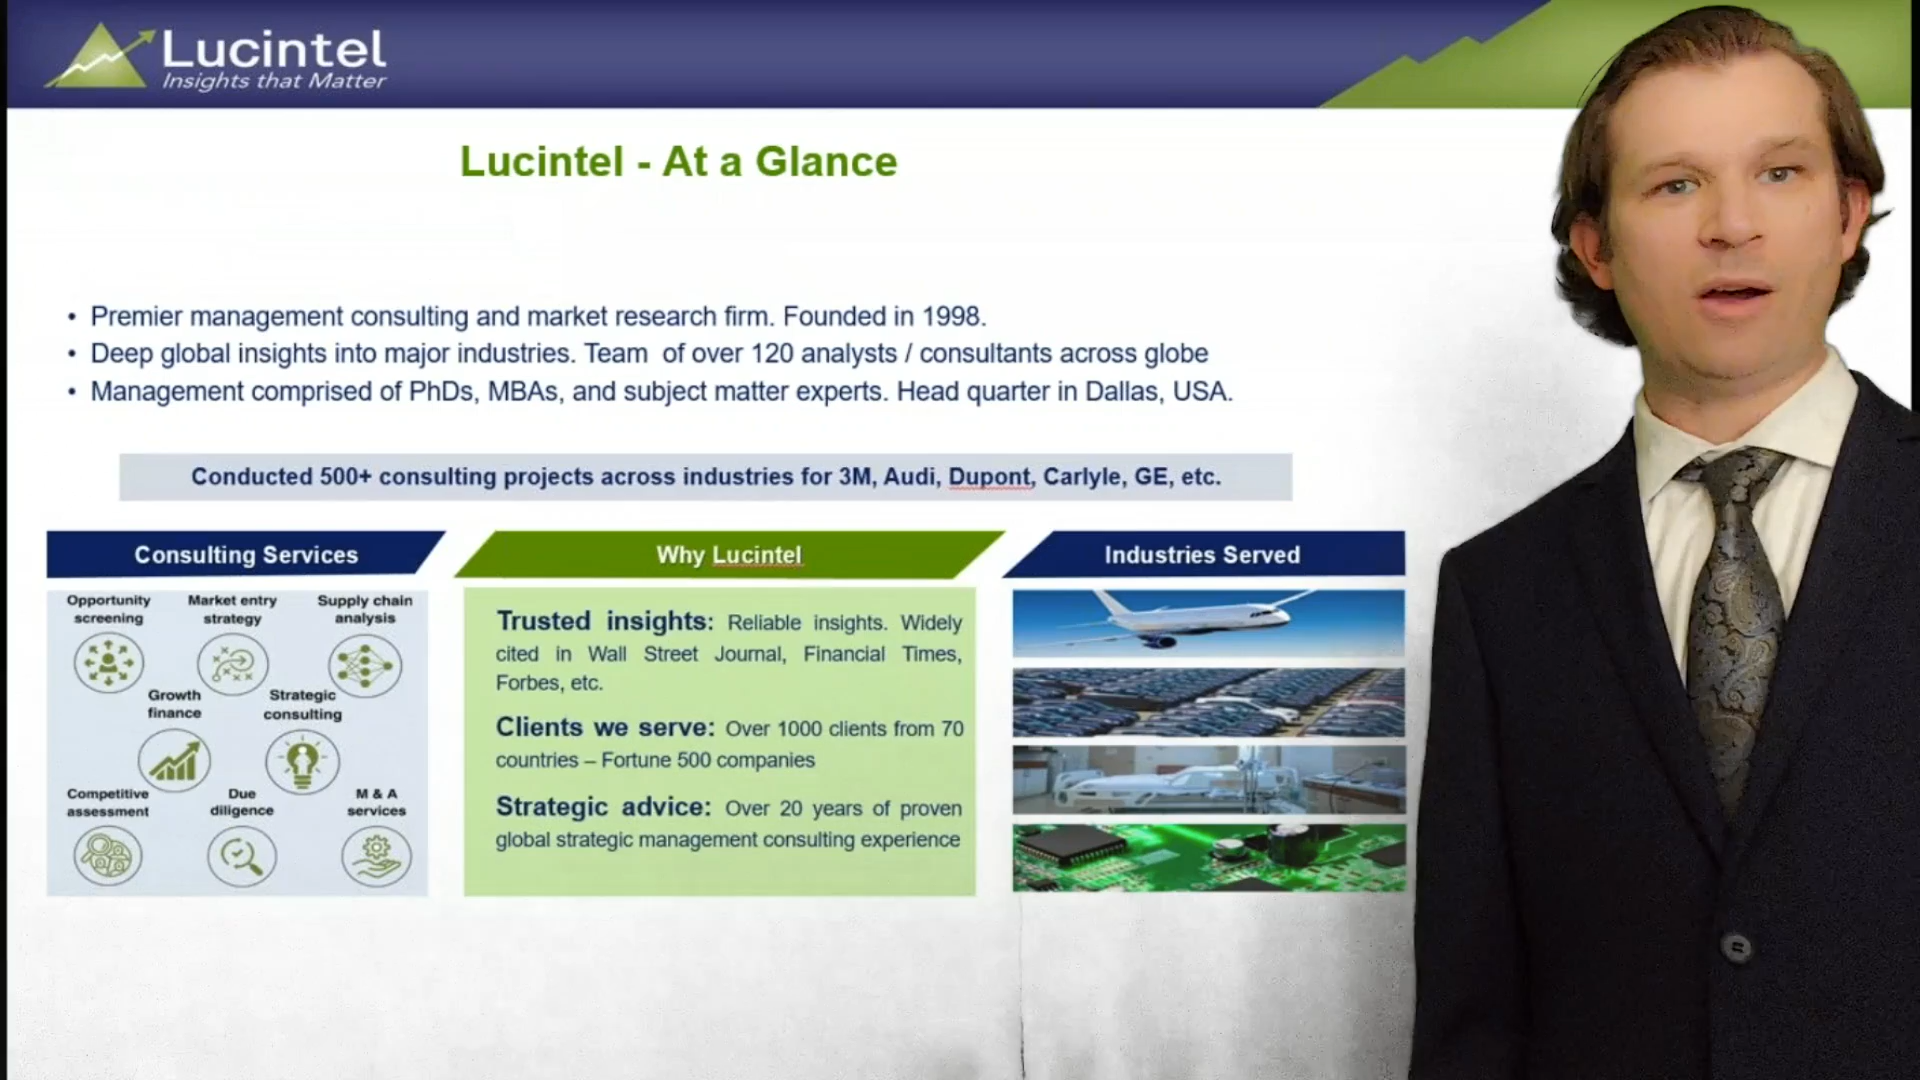 Lucintel
Insights that Matter
Lucintel - At a Glance
• Premier management consulting and market research firm. Founded in 1998.
• Deep global insights into major industries. Team of over 120 analysts / consultants across globe
• Management comprised of PhDs, MBAs, and subject matter experts. Head quarter in Dallas, USA.
Conducted 500+ consulting projects across industries for 3M, Audi, Dupont, Carlyle, GE, etc.
Consulting Services
Opportunity
screening
Market entry
strategy
Supply chain
analysis
Growth
finance
Strategic
consulting
Competitive
assessment
Due
diligence
M & A
services
Why Lucintel
Trusted insights: Reliable insights. Widely
cited in Wall Street Journal, Financial Times,
Forbes, etc.
Clients we serve: Over 1000 clients from 70
countries – Fortune 500 companies
Strategic advice: Over 20 years of proven
global strategic management consulting experience
Industries Served